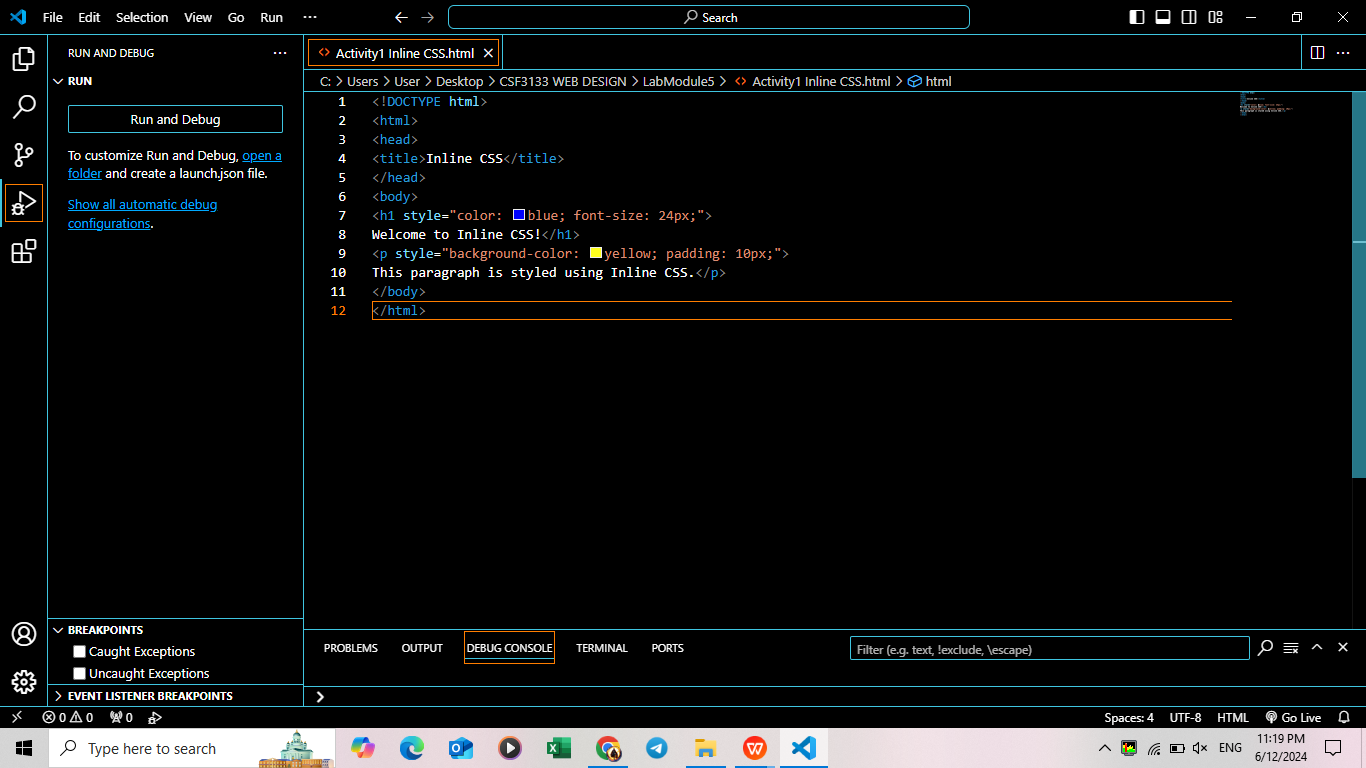 File Edit Selection View Go Run ···
Search
RUN AND DEBUG ···
RUN
Run and Debug
To customize Run and Debug, open a
folder and create a launch.json file.
Show all automatic debug
configurations.
BREAKPOINTS
Caught Exceptions
Uncaught Exceptions
EVENT LISTENER BREAKPOINTS
<> Activity1 Inline CSS.html
C: > Users > User > Desktop > CSF3133 WEB DESIGN > LabModule5 > <> Activity1 Inline CSS.html > html
1 <!DOCTYPE html>
2 <html>
3 <head>
4 <title>Inline CSS</title>
5 </head>
6 <body>
7 <h1 style="color: blue; font-size: 24px;">
8 Welcome to Inline CSS!</h1>
9 <p style="background-color: yellow; padding: 10px;">
10 This paragraph is styled using Inline CSS.</p>
11 </body>
12 </html>
PROBLEMS OUTPUT DEBUG CONSOLE TERMINAL PORTS
Filter (e.g. text, !exclude, \escape)
0 0 0 Spaces: 4 UTF-8 HTML Go Live
Type here to search
ENG
11:19 PM
6/12/2024